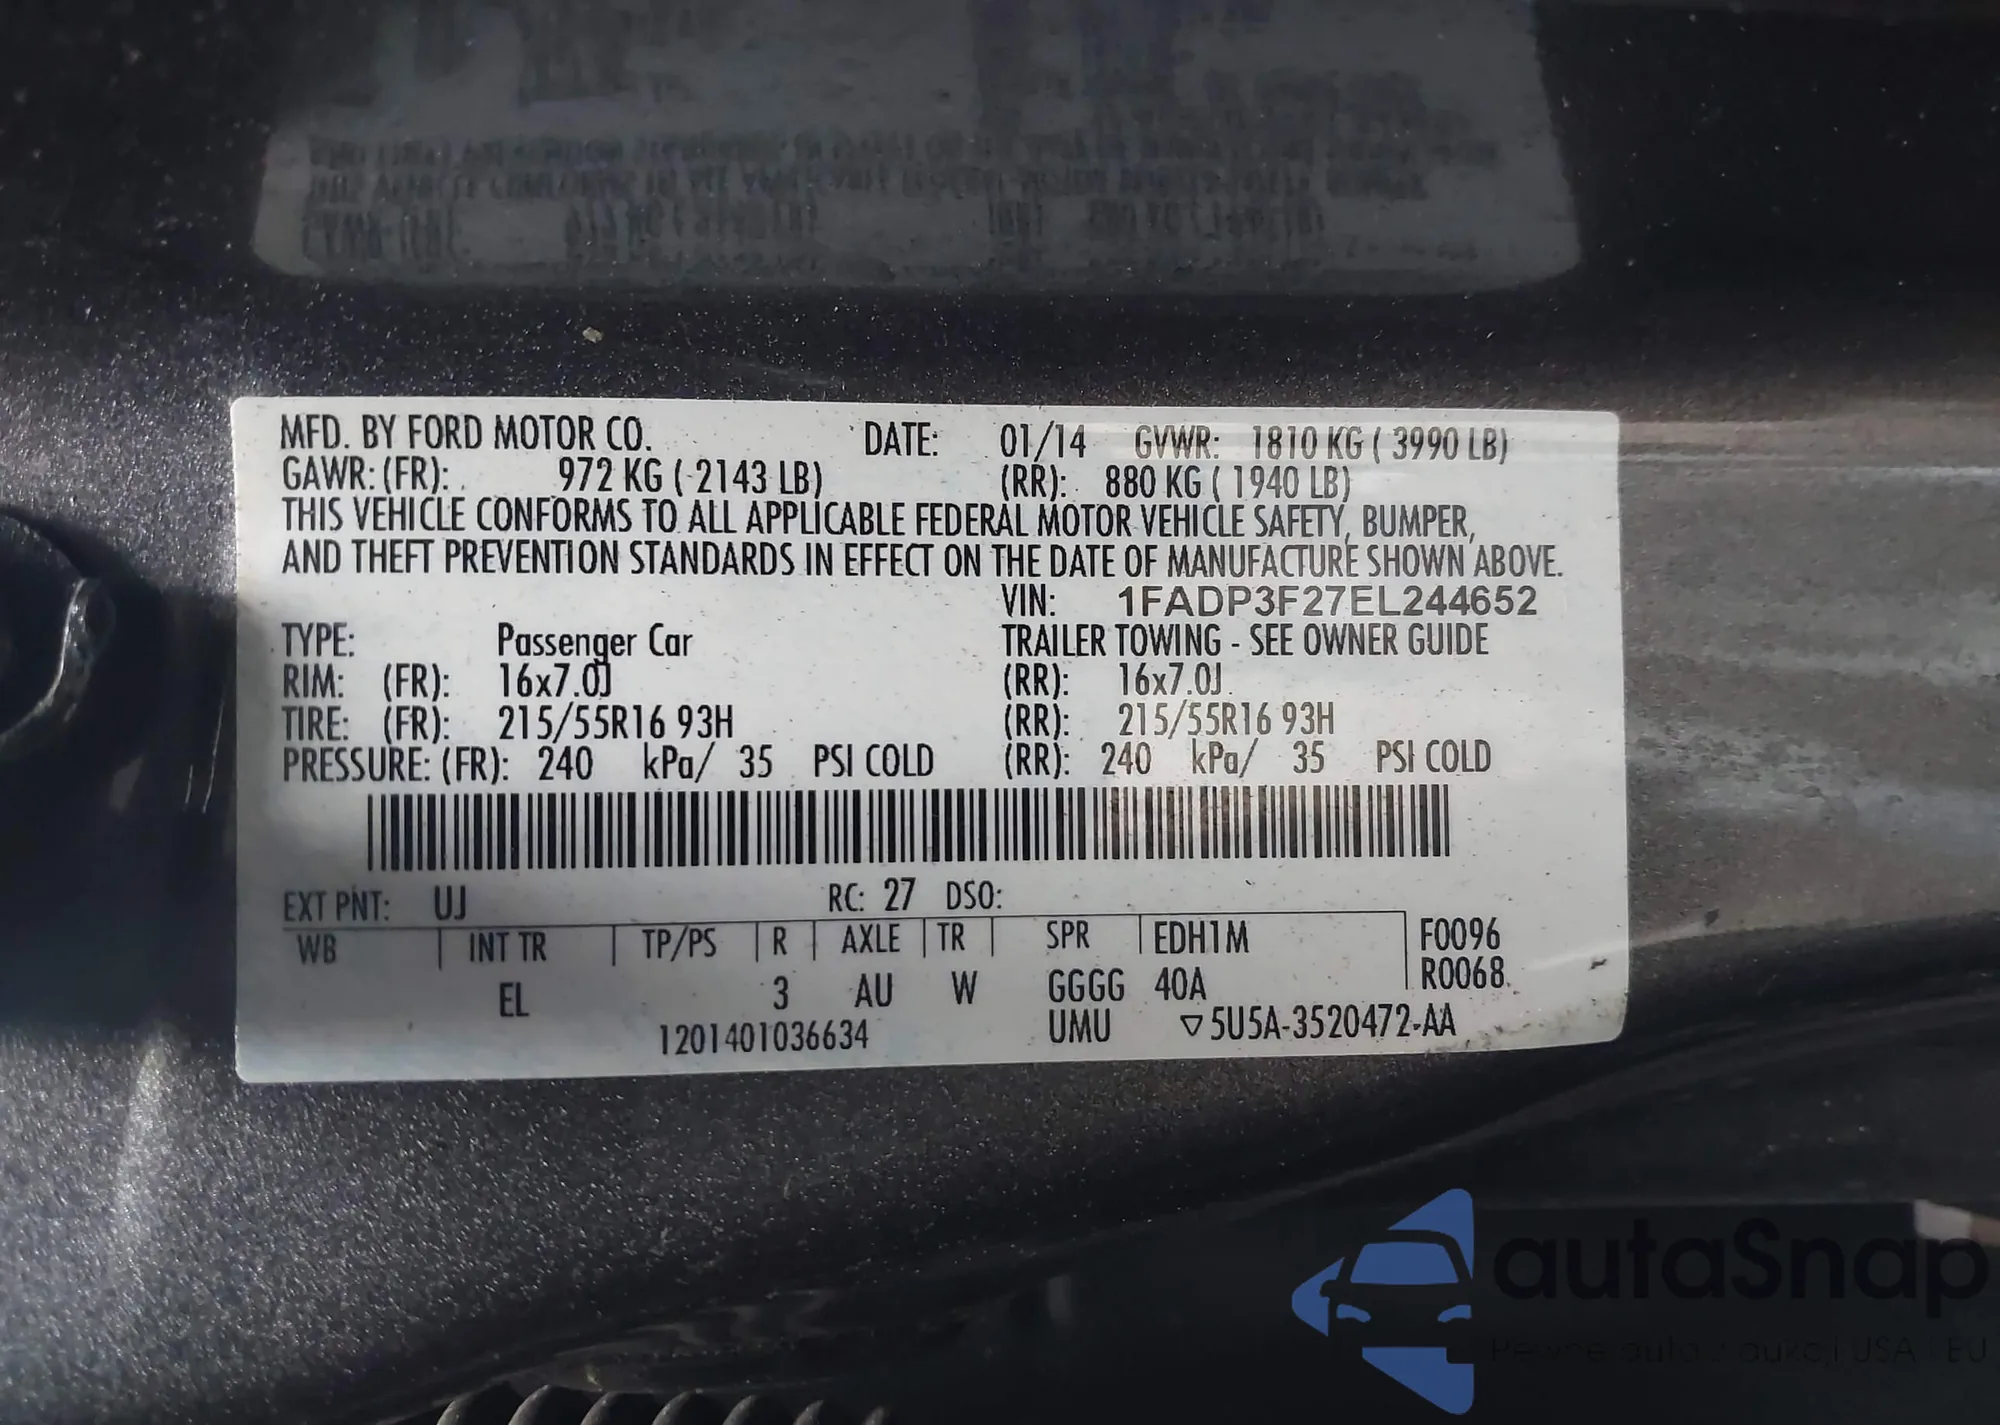 MFD. BY FORD MOTOR CO. DATE: 01/14 GVWR: 1810 KG ( 3990 LB)
GAWR: (FR): 972 KG ( 2143 LB) (RR): 880 KG ( 1940 LB)
THIS VEHICLE CONFORMS TO ALL APPLICABLE FEDERAL MOTOR VEHICLE SAFETY, BUMPER,
AND THEFT PREVENTION STANDARDS IN EFFECT ON THE DATE OF MANUFACTURE SHOWN ABOVE.
VIN: 1FADP3F27EL244652
TYPE: Passenger Car TRAILER TOWING - SEE OWNER GUIDE
RIM: (FR): 16x7.0J (RR): 16x7.0J
TIRE: (FR): 215/55R16 93H (RR): 215/55R16 93H
PRESSURE: (FR): 240 kPa/ 35 PSI COLD (RR): 240 kPa/ 35 PSI COLD
EXT PNT: UJ RC: 27 DSO:
WB INT TR TP/PS R AXLE TR SPR EDH1M F0096
EL 3 AU W GGGG 40A R0068
1201401036634 UMU ▽5U5A-3520472-AA
autaSnap
Pewne auta z aukcji USA i EU